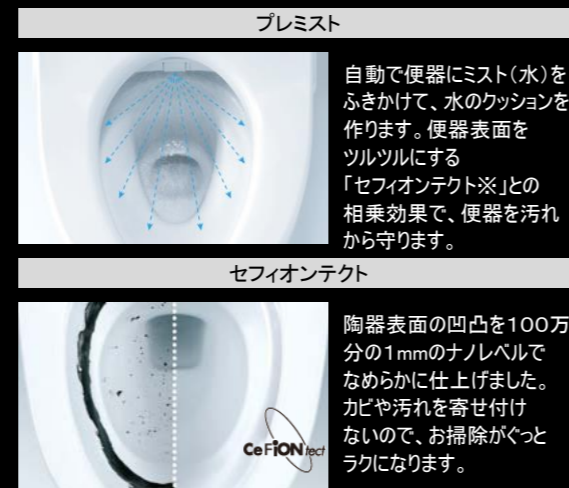 プレミスト
自動で便器にミスト（水）を
ふきかけて、水のクッションを
作ります。便器表面を
ツルツルにする
「セフィオンテクト※」との
相乗効果で、便器を汚れ
から守ります。
セフィオンテクト
陶器表面の凹凸を１００万
分の１mmのナノレベルで
なめらかに仕上げました。
カビや汚れを寄せ付け
ないので、お掃除がぐっと
ラクになります。
CeFiONtect